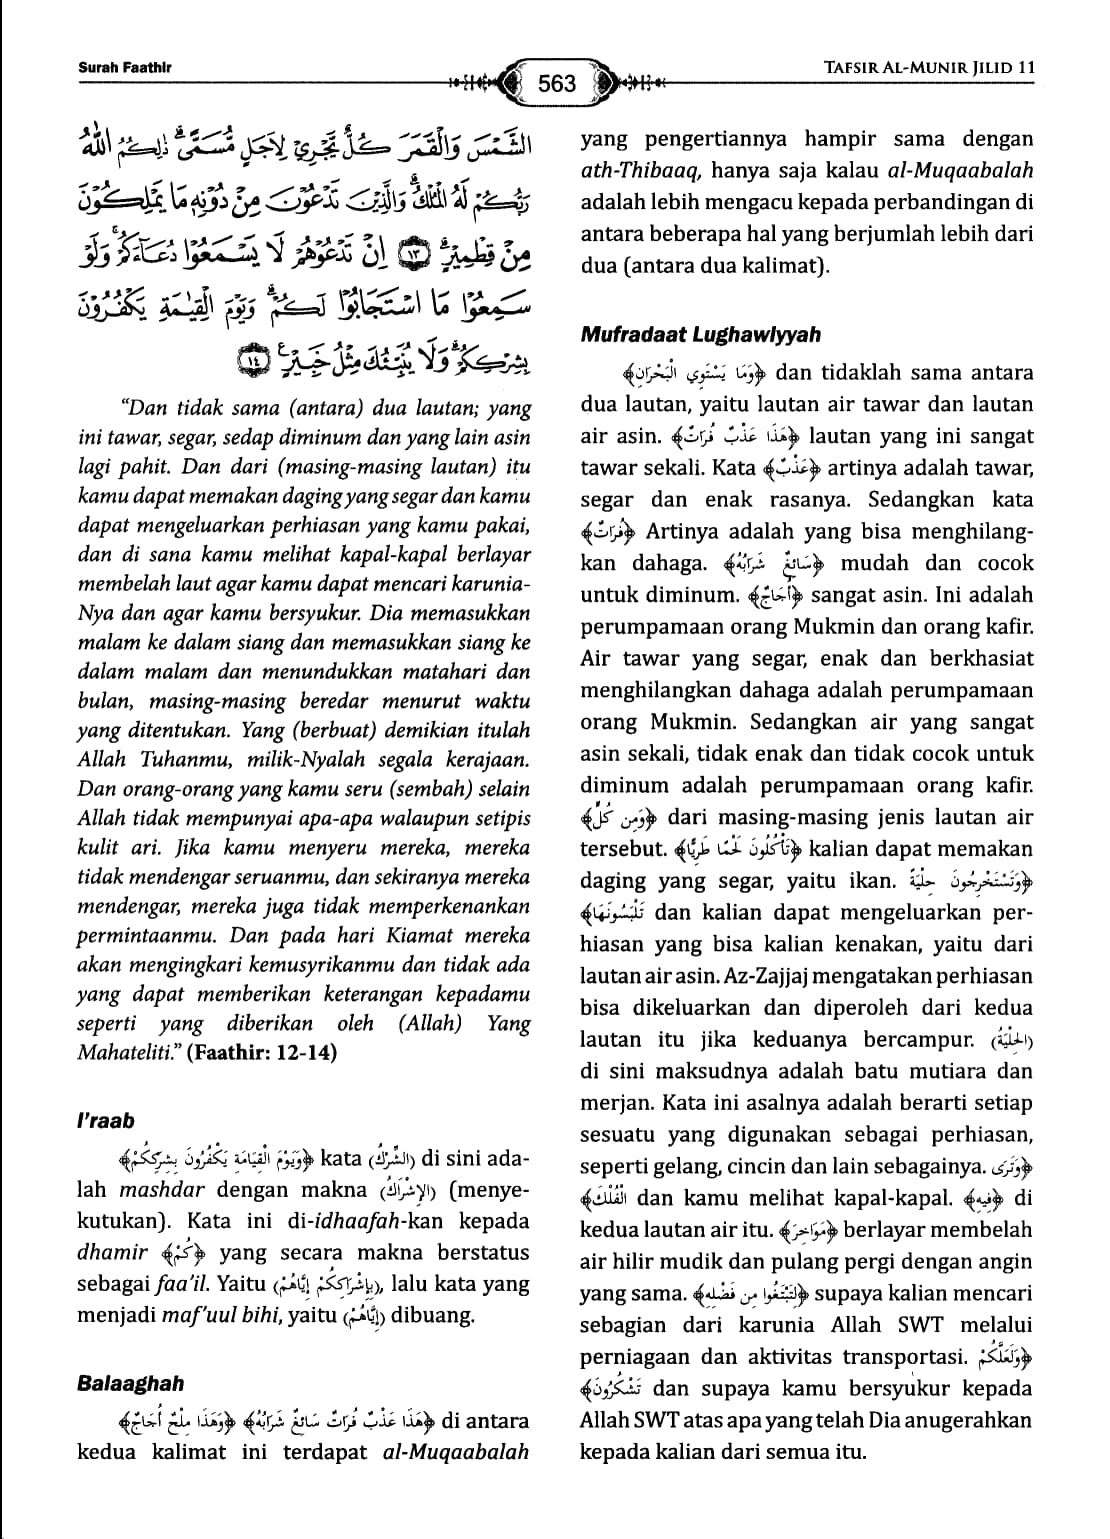 Surah Faathir
563
TAFSIR AL-MUNIR JILID 11
الشَّمْسَ وَالْقَمَرَ كُلٌّ يَّجْرِيْ لِاَجَلٍ مُّسَمًّىۗ ذٰلِكُمُ اللّٰهُ
رَبُّكُمْ لَهُ الْمُلْكُۗ وَالَّذِيْنَ تَدْعُوْنَ مِنْ دُوْنِهٖ مَا يَمْلِكُوْنَ
مِنْ قِطْمِيْرٍۗ ﴿١٣﴾ اِنْ تَدْعُوْهُمْ لَا يَسْمَعُوْا دُعَاۤءَكُمْۚ وَلَوْ
سَمِعُوْا مَا اسْتَجَابُوْا لَكُمْۗ وَيَوْمَ الْقِيٰمَةِ يَكْفُرُوْنَ
بِشِرْكِكُمْۗ وَلَا يُنَبِّئُكَ مِثْلُ خَبِيْرٍࣖ ﴿١٤﴾
“Dan tidak sama (antara) dua lautan; yang
ini tawar, segar, sedap diminum dan yang lain asin
lagi pahit. Dan dari (masing-masing lautan) itu
kamu dapat memakan daging yang segar dan kamu
dapat mengeluarkan perhiasan yang kamu pakai,
dan di sana kamu melihat kapal-kapal berlayar
membelah laut agar kamu dapat mencari karunia-
Nya dan agar kamu bersyukur. Dia memasukkan
malam ke dalam siang dan memasukkan siang ke
dalam malam dan menundukkan matahari dan
bulan, masing-masing beredar menurut waktu
yang ditentukan. Yang (berbuat) demikian itulah
Allah Tuhanmu, milik-Nyalah segala kerajaan.
Dan orang-orang yang kamu seru (sembah) selain
Allah tidak mempunyai apa-apa walaupun setipis
kulit ari. Jika kamu menyeru mereka, mereka
tidak mendengar seruanmu, dan sekiranya mereka
mendengar, mereka juga tidak memperkenankan
permintaanmu. Dan pada hari Kiamat mereka
akan mengingkari kemusyrikanmu dan tidak ada
yang dapat memberikan keterangan kepadamu
seperti yang diberikan oleh (Allah) Yang
Mahateliti.” (Faathir: 12-14)
I’raab
﴿وَيَوْمَ الْقِيَامَةِ يَكْفُرُونَ بِشِرْكِكُمْ﴾ kata (الشِّرْكُ) di sini ada-
lah mashdar dengan makna (الإِشْرَاكُ) (menye-
kutukan). Kata ini di-idhaafah-kan kepada
dhamir ﴿كُمْ﴾ yang secara makna berstatus
sebagai faa’il. Yaitu (بِإِشْرَاكِكُمْ إِيَّاهُمْ), lalu kata yang
menjadi maf’uul bihi, yaitu (إِيَّاهُمْ) dibuang.
Balaaghah
﴿هَذَا عَذْبٌ فُرَاتٌ سَائِغٌ شَرَابُهُ﴾ ﴿وَهَذَا مِلْحٌ أُجَاجٌ﴾ di antara
kedua kalimat ini terdapat al-Muqaabalah
yang pengertiannya hampir sama dengan
ath-Thibaaq, hanya saja kalau al-Muqaabalah
adalah lebih mengacu kepada perbandingan di
antara beberapa hal yang berjumlah lebih dari
dua (antara dua kalimat).
Mufradaat Lughawiyyah
﴿وَمَا يَسْتَوِي الْبَحْرَانِ﴾ dan tidaklah sama antara
dua lautan, yaitu lautan air tawar dan lautan
air asin. ﴿هَذَا عَذْبٌ فُرَاتٌ﴾ lautan yang ini sangat
tawar sekali. Kata ﴿عَذْبٌ﴾ artinya adalah tawar,
segar dan enak rasanya. Sedangkan kata
﴿فُرَاتٌ﴾ Artinya adalah yang bisa menghilang-
kan dahaga. ﴿سَائِغٌ شَرَابُهُ﴾ mudah dan cocok
untuk diminum. ﴿أُجَاجٌ﴾ sangat asin. Ini adalah
perumpamaan orang Mukmin dan orang kafir.
Air tawar yang segar, enak dan berkhasiat
menghilangkan dahaga adalah perumpamaan
orang Mukmin. Sedangkan air yang sangat
asin sekali, tidak enak dan tidak cocok untuk
diminum adalah perumpamaan orang kafir.
﴿وَمِن كُلٍّ﴾ dari masing-masing jenis lautan air
tersebut. ﴿تَأْكُلُونَ لَحْمًا طَرِيًّا﴾ kalian dapat memakan
daging yang segar, yaitu ikan. ﴿وَتَسْتَخْرِجُونَ حِلْيَةً
تَلْبَسُونَهَا﴾ dan kalian dapat mengeluarkan per-
hiasan yang bisa kalian kenakan, yaitu dari
lautan air asin. Az-Zajjaj mengatakan perhiasan
bisa dikeluarkan dan diperoleh dari kedua
lautan itu jika keduanya bercampur. (الحِلْيَةُ)
di sini maksudnya adalah batu mutiara dan
merjan. Kata ini asalnya adalah berarti setiap
sesuatu yang digunakan sebagai perhiasan,
seperti gelang, cincin dan lain sebagainya. ﴿وَتَرَى
الْفُلْكَ﴾ dan kamu melihat kapal-kapal. ﴿فِيهِ﴾ di
kedua lautan air itu. ﴿مَوَاخِرَ﴾ berlayar membelah
air hilir mudik dan pulang pergi dengan angin
yang sama. ﴿لِتَبْتَغُوا مِن فَضْلِهِ﴾ supaya kalian mencari
sebagian dari karunia Allah SWT melalui
perniagaan dan aktivitas transportasi. ﴿وَلَعَلَّكُمْ
تَشْكُرُونَ﴾ dan supaya kamu bersyukur kepada
Allah SWT atas apa yang telah Dia anugerahkan
kepada kalian dari semua itu.